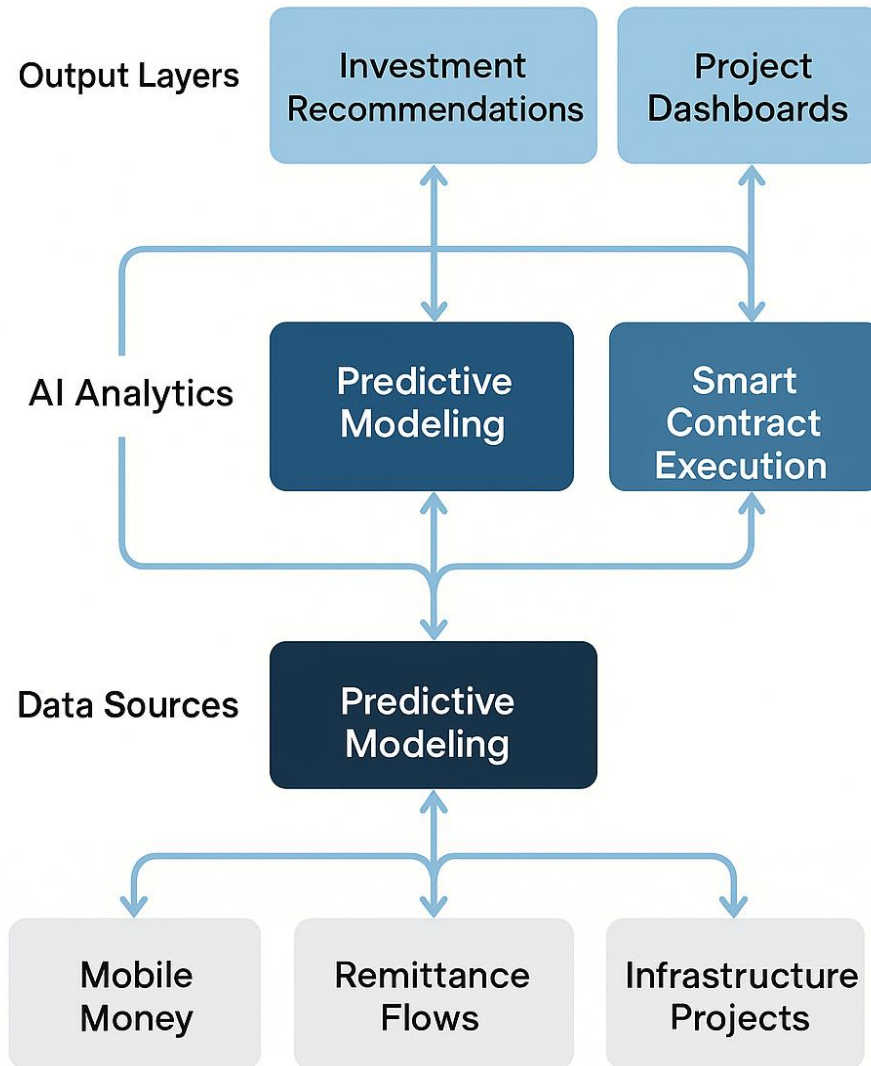 Output Layers
Investment
Recommendations
Project
Dashboards
AI Analytics
Predictive
Modeling
Smart
Contract
Execution
Data Sources
Predictive
Modeling
Mobile
Money
Remittance
Flows
Infrastructure
Projects